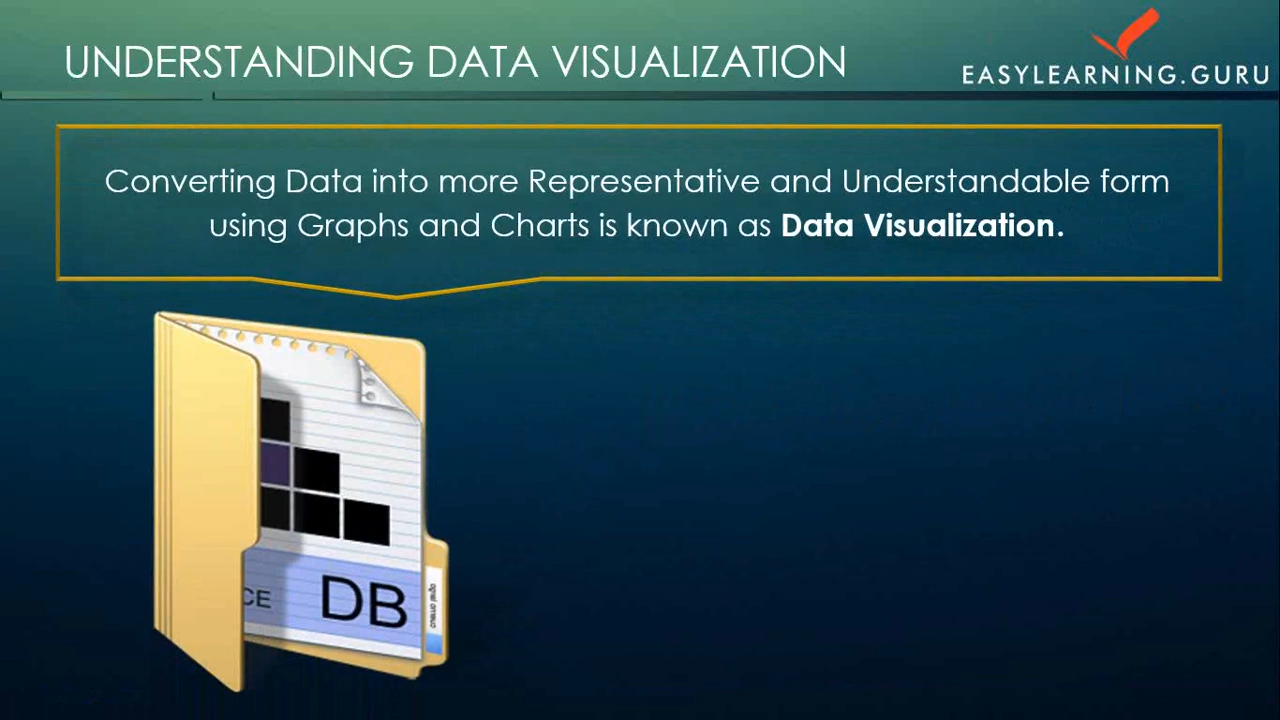 UNDERSTANDING DATA VISUALIZATION
EASYLEARNING.GURU
Converting Data into more Representative and Understandable form
using Graphs and Charts is known as Data Visualization.
CE DB